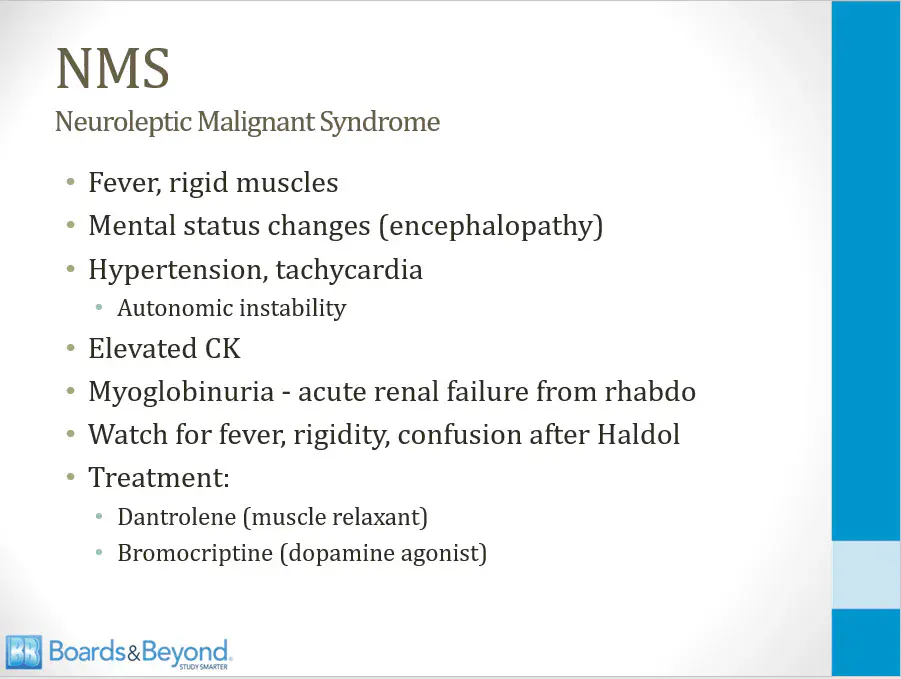 NMS
Neuroleptic Malignant Syndrome
• Fever, rigid muscles
• Mental status changes (encephalopathy)
• Hypertension, tachycardia
• Autonomic instability
• Elevated CK
• Myoglobinuria - acute renal failure from rhabdo
• Watch for fever, rigidity, confusion after Haldol
• Treatment:
• Dantrolene (muscle relaxant)
• Bromocriptine (dopamine agonist)
BB Boards&Beyond.
STUDY SMARTER